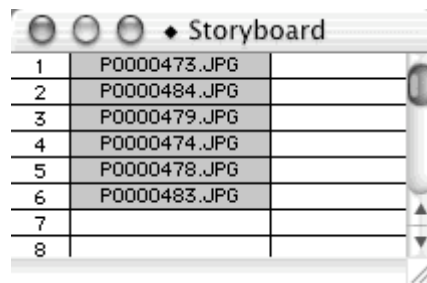 ◆ Storyboard
1 P0000473.JPG
2 P0000484.JPG
3 P0000479.JPG
4 P0000474.JPG
5 P0000478.JPG
6 P0000483.JPG
7
8